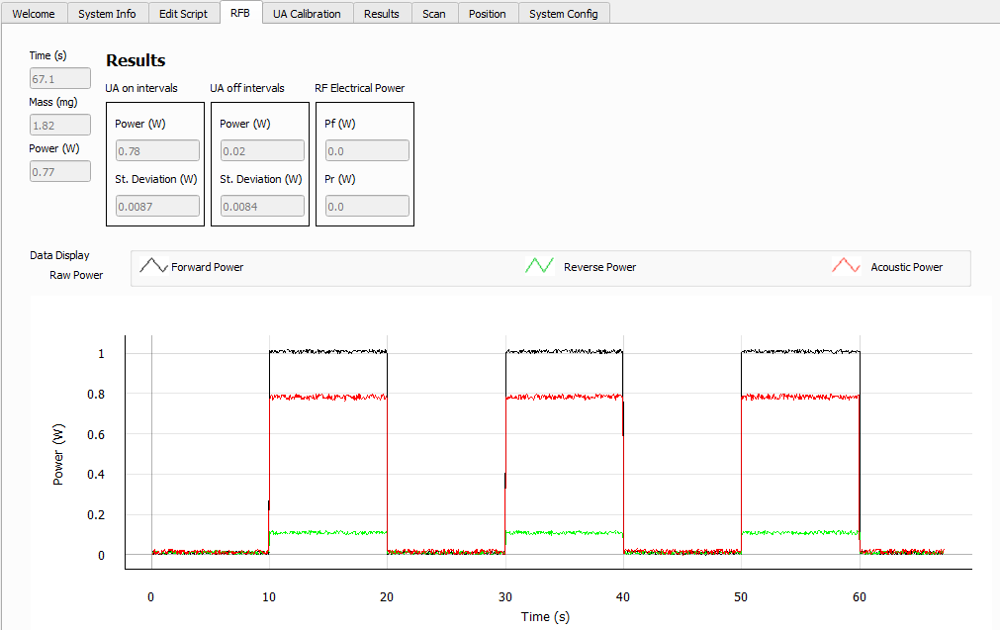 Welcome System Info Edit Script RFB UA Calibration Results Scan Position System Config
Time (s)
67.1
Mass (mg)
1.82
Power (W)
0.77
Results
UA on intervals
Power (W)
0.78
St. Deviation (W)
0.0087
UA off intervals
Power (W)
0.02
St. Deviation (W)
0.0084
RF Electrical Power
Pf (W)
0.0
Pr (W)
0.0
Data Display
Raw Power
Forward Power Reverse Power Acoustic Power
Power (W)
1
0.8
0.6
0.4
0.2
0
0 10 20 30 40 50 60
Time (s)